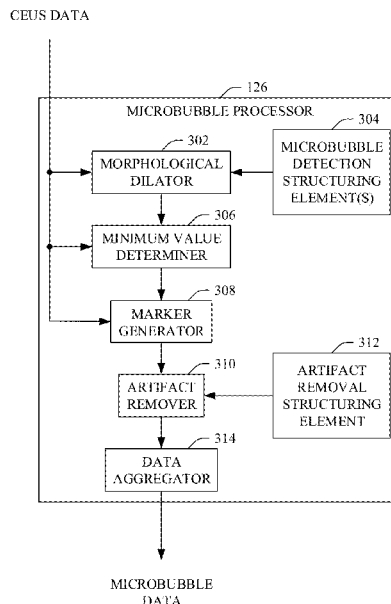 CEUS DATA
126
MICROBUBBLE PROCESSOR
302
304
MORPHOLOGICAL
DILATOR
MICROBUBBLE
DETECTION
STRUCTURING
ELEMENT(S)
306
MINIMUM VALUE
DETERMINER
308
MARKER
GENERATOR
310
312
ARTIFACT
REMOVER
ARTIFACT
REMOVAL
STRUCTURING
ELEMENT
314
DATA
AGGREGATOR
MICROBUBBLE
DATA